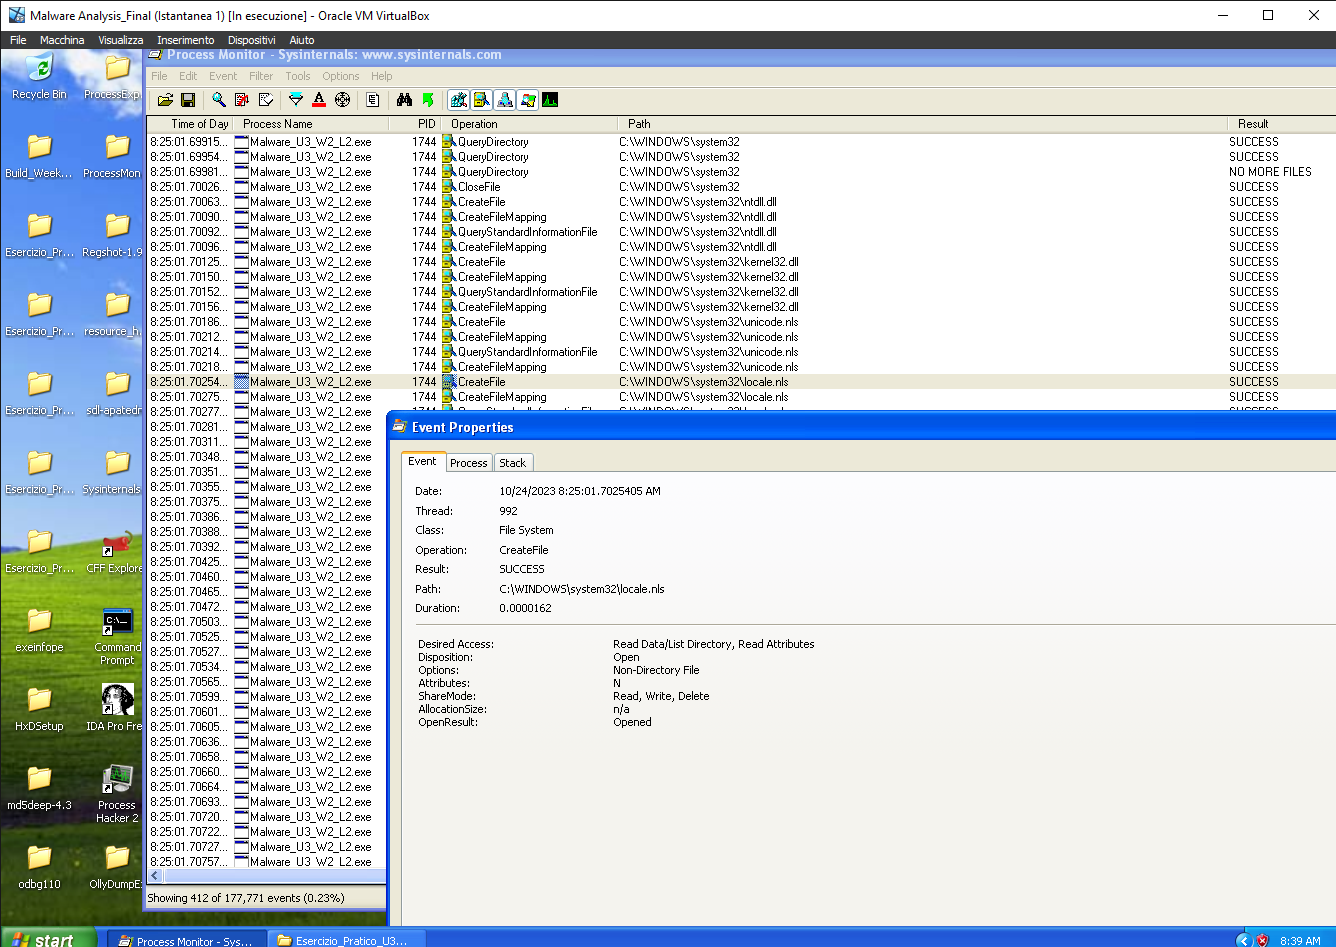 Malware Analysis_Final (Istantanea 1) [In esecuzione] - Oracle VM VirtualBox
File Macchina Visualizza Inserimento Dispositivi Aiuto
Process Monitor - Sysinternals: www.sysinternals.com
File Edit Event Filter Tools Options Help
Time of Day Process Name PID Operation Path Result
8:25:01.69915... Malware_U3_W2_L2.exe 1744 QueryDirectory C:\WINDOWS\system32 SUCCESS
8:25:01.69954... Malware_U3_W2_L2.exe 1744 QueryDirectory C:\WINDOWS\system32 SUCCESS
8:25:01.69981... Malware_U3_W2_L2.exe 1744 QueryDirectory C:\WINDOWS\system32 NO MORE FILES
8:25:01.70026... Malware_U3_W2_L2.exe 1744 CloseFile C:\WINDOWS\system32 SUCCESS
8:25:01.70063... Malware_U3_W2_L2.exe 1744 CreateFile C:\WINDOWS\system32\ntdll.dll SUCCESS
8:25:01.70090... Malware_U3_W2_L2.exe 1744 CreateFileMapping C:\WINDOWS\system32\ntdll.dll SUCCESS
8:25:01.70092... Malware_U3_W2_L2.exe 1744 QueryStandardInformationFile C:\WINDOWS\system32\ntdll.dll SUCCESS
8:25:01.70096... Malware_U3_W2_L2.exe 1744 CreateFileMapping C:\WINDOWS\system32\ntdll.dll SUCCESS
8:25:01.70125... Malware_U3_W2_L2.exe 1744 CreateFile C:\WINDOWS\system32\kernel32.dll SUCCESS
8:25:01.70150... Malware_U3_W2_L2.exe 1744 CreateFileMapping C:\WINDOWS\system32\kernel32.dll SUCCESS
8:25:01.70152... Malware_U3_W2_L2.exe 1744 QueryStandardInformationFile C:\WINDOWS\system32\kernel32.dll SUCCESS
8:25:01.70156... Malware_U3_W2_L2.exe 1744 CreateFileMapping C:\WINDOWS\system32\kernel32.dll SUCCESS
8:25:01.70186... Malware_U3_W2_L2.exe 1744 CreateFile C:\WINDOWS\system32\unicode.nls SUCCESS
8:25:01.70212... Malware_U3_W2_L2.exe 1744 CreateFileMapping C:\WINDOWS\system32\unicode.nls SUCCESS
8:25:01.70214... Malware_U3_W2_L2.exe 1744 QueryStandardInformationFile C:\WINDOWS\system32\unicode.nls SUCCESS
8:25:01.70218... Malware_U3_W2_L2.exe 1744 CreateFileMapping C:\WINDOWS\system32\unicode.nls SUCCESS
8:25:01.70254... Malware_U3_W2_L2.exe 1744 CreateFile C:\WINDOWS\system32\locale.nls SUCCESS
8:25:01.70275... Malware_U3_W2_L2.exe 1744 CreateFileMapping C:\WINDOWS\system32\locale.nls SUCCESS
8:25:01.70277... Malware_U3_W2_L2.exe
8:25:01.70281... Malware_U3_W2_L2.exe
8:25:01.70311... Malware_U3_W2_L2.exe
8:25:01.70348... Malware_U3_W2_L2.exe
8:25:01.70351... Malware_U3_W2_L2.exe
8:25:01.70355... Malware_U3_W2_L2.exe
8:25:01.70375... Malware_U3_W2_L2.exe
8:25:01.70386... Malware_U3_W2_L2.exe
8:25:01.70388... Malware_U3_W2_L2.exe
8:25:01.70392... Malware_U3_W2_L2.exe
8:25:01.70425... Malware_U3_W2_L2.exe
8:25:01.70460... Malware_U3_W2_L2.exe
8:25:01.70465... Malware_U3_W2_L2.exe
8:25:01.70472... Malware_U3_W2_L2.exe
8:25:01.70503... Malware_U3_W2_L2.exe
8:25:01.70525... Malware_U3_W2_L2.exe
8:25:01.70527... Malware_U3_W2_L2.exe
8:25:01.70534... Malware_U3_W2_L2.exe
8:25:01.70565... Malware_U3_W2_L2.exe
8:25:01.70599... Malware_U3_W2_L2.exe
8:25:01.70601... Malware_U3_W2_L2.exe
8:25:01.70605... Malware_U3_W2_L2.exe
8:25:01.70636... Malware_U3_W2_L2.exe
8:25:01.70658... Malware_U3_W2_L2.exe
8:25:01.70660... Malware_U3_W2_L2.exe
8:25:01.70664... Malware_U3_W2_L2.exe
8:25:01.70693... Malware_U3_W2_L2.exe
8:25:01.70720... Malware_U3_W2_L2.exe
8:25:01.70722... Malware_U3_W2_L2.exe
8:25:01.70727... Malware_U3_W2_L2.exe
8:25:01.70757... Malware_U3_W2_L2.exe
Showing 412 of 177,771 events (0.23%)
Event Properties
Event Process Stack
Date: 10/24/2023 8:25:01.7025405 AM
Thread: 992
Class: File System
Operation: CreateFile
Result: SUCCESS
Path: C:\WINDOWS\system32\locale.nls
Duration: 0.0000162
Desired Access: Read Data/List Directory, Read Attributes
Disposition: Open
Options: Non-Directory File
Attributes: N
ShareMode: Read, Write, Delete
AllocationSize: n/a
OpenResult: Opened
Recycle Bin ProcessExp
Build_Week... ProcessMon
Esercizio_Pr... Regshot-1.9
Esercizio_Pr... resource_h
Esercizio_Pr... sdl-apatedn
Esercizio_Pr... Sysinternals
Esercizio_Pr... CFF Explore
exeinfope Command
Prompt
HxDSetup IDA Pro Fre
md5deep-4.3 Process
Hacker 2
odbg110 OllyDumpE
start Process Monitor - Sys... Esercizio_Pratico_U3... 8:39 AM